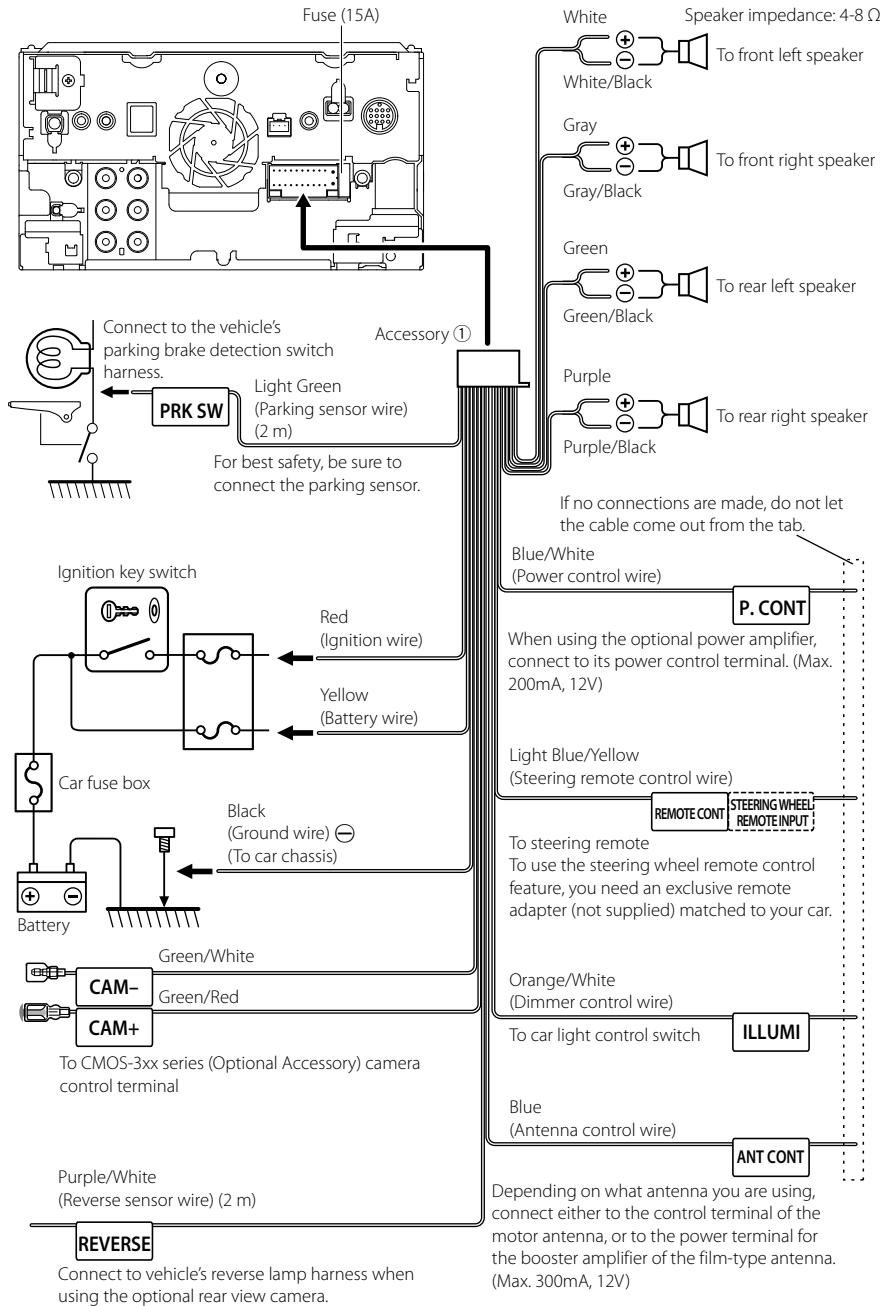 Fuse (15A)
White
Speaker impedance: 4-8 Ω
⊕
⊖
To front left speaker
White/Black
Gray
⊕
⊖
To front right speaker
Gray/Black
Green
⊕
⊖
To rear left speaker
Green/Black
Purple
⊕
⊖
To rear right speaker
Purple/Black
Accessory ①
Connect to the vehicle's
parking brake detection switch
harness.
PRK SW
Light Green
(Parking sensor wire)
(2 m)
For best safety, be sure to
connect the parking sensor.
If no connections are made, do not let
the cable come out from the tab.
Ignition key switch
Red
(Ignition wire)
Yellow
(Battery wire)
Car fuse box
Black
(Ground wire) ⊖
(To car chassis)
⊕
⊖
Battery
Green/White
CAM–
Green/Red
CAM+
To CMOS-3xx series (Optional Accessory) camera
control terminal
Purple/White
(Reverse sensor wire) (2 m)
REVERSE
Connect to vehicle's reverse lamp harness when
using the optional rear view camera.
Blue/White
(Power control wire)
P. CONT
When using the optional power amplifier,
connect to its power control terminal. (Max.
200mA, 12V)
Light Blue/Yellow
(Steering remote control wire)
REMOTE CONT
STEERING WHEEL
REMOTE INPUT
To steering remote
To use the steering wheel remote control
feature, you need an exclusive remote
adapter (not supplied) matched to your car.
Orange/White
(Dimmer control wire)
To car light control switch
ILLUMI
Blue
(Antenna control wire)
ANT CONT
Depending on what antenna you are using,
connect either to the control terminal of the
motor antenna, or to the power terminal for
the booster amplifier of the film-type antenna.
(Max. 300mA, 12V)